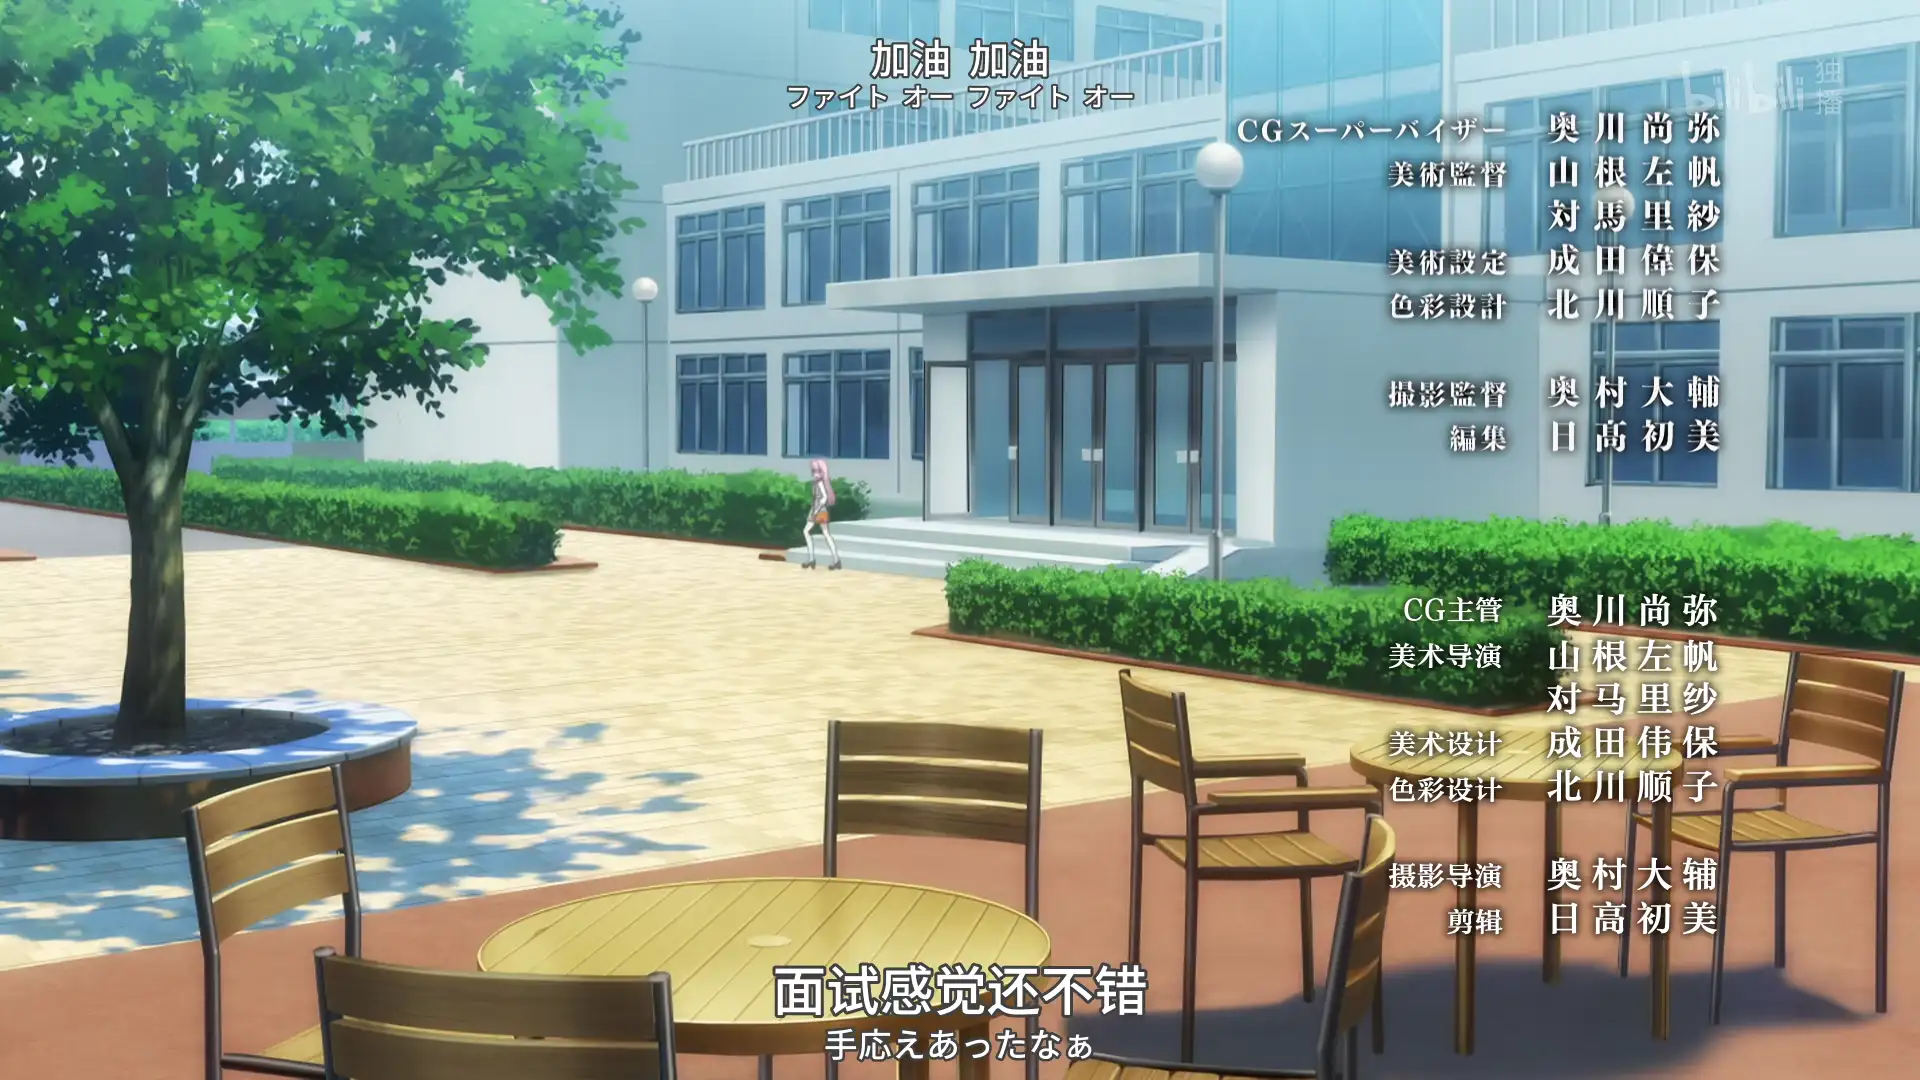 加油 加油
ファイト オー ファイト オー
bilibili 独播
CGスーパーバイザー 奥川尚弥
美術監督 山根左帆
対馬里紗
美術設定 成田偉保
色彩設計 北川順子
撮影監督 奥村大輔
編集 日髙初美
CG主管 奥川尚弥
美术导演 山根左帆
对马里纱
美术设计 成田伟保
色彩设计 北川顺子
摄影导演 奥村大辅
剪辑 日高初美
面试感觉还不错
手応えあったなぁ